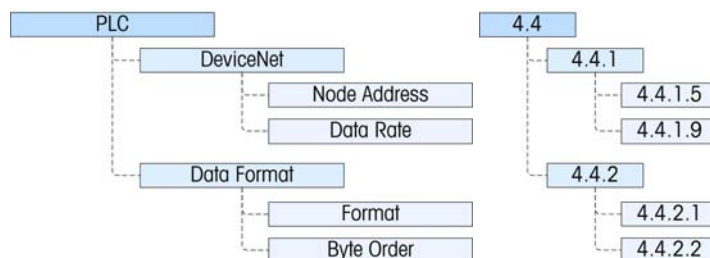 PLC 4.4
DeviceNet 4.4.1
Node Address 4.4.1.5
Data Rate 4.4.1.9
Data Format 4.4.2
Format 4.4.2.1
Byte Order 4.4.2.2